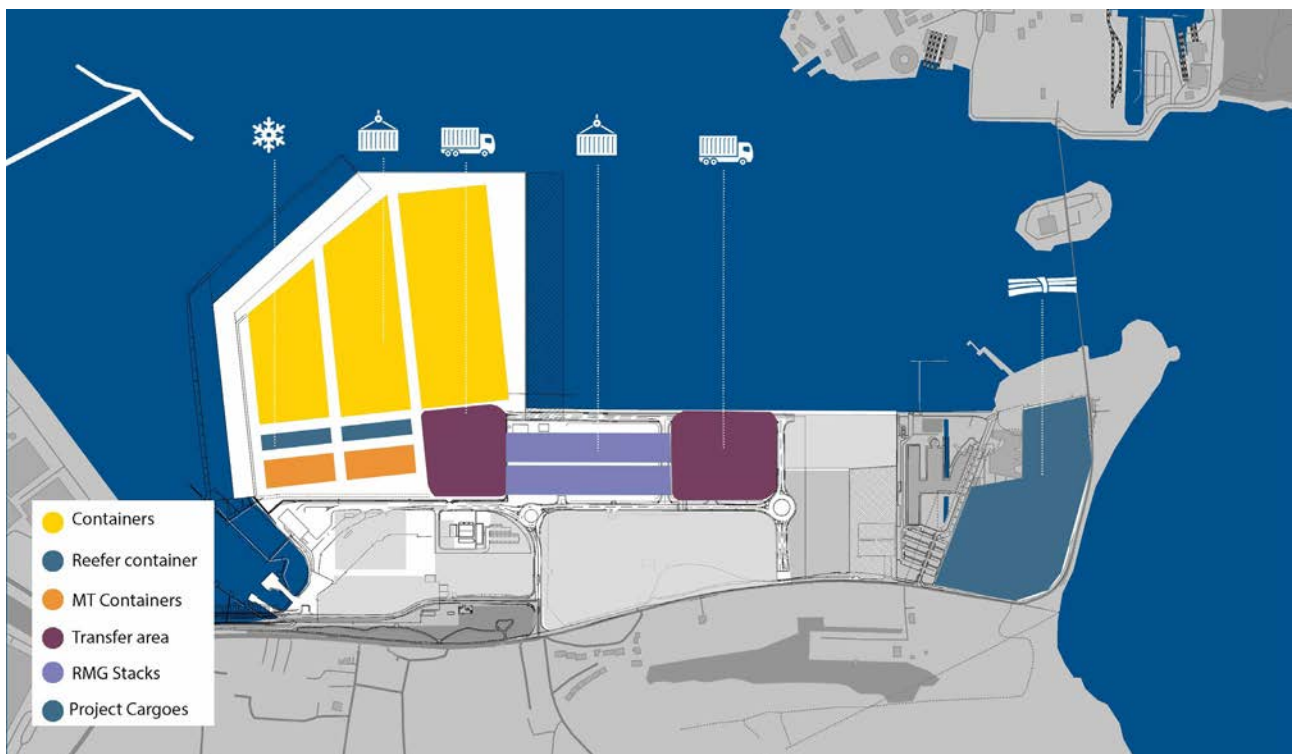 Containers
Reefer container
MT Containers
Transfer area
RMG Stacks
Project Cargoes